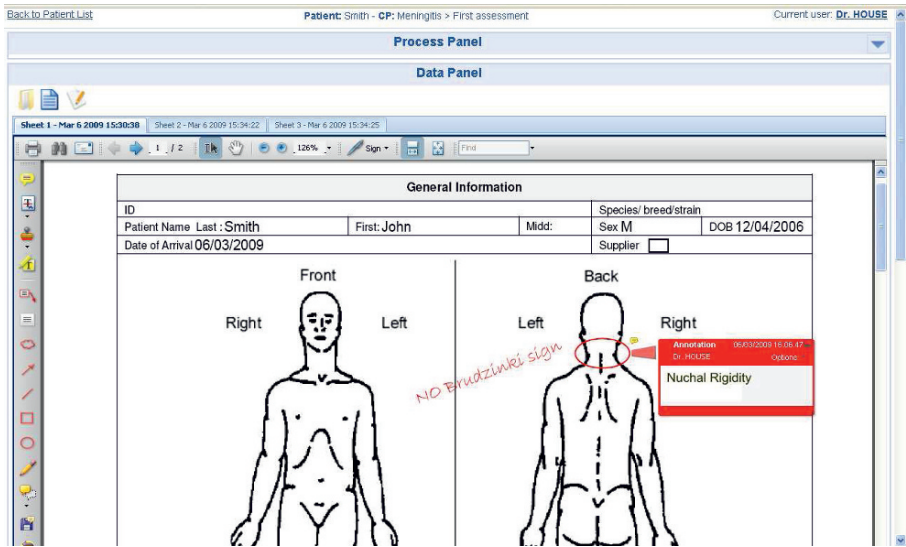 Back to Patient List Patient: Smith - CP: Meningitis > First assessment Current user: Dr. HOUSE
Process Panel
Data Panel
Sheet 1 - Mar 6 2009 15:30:38 Sheet 2 - Mar 6 2009 15:34:22 Sheet 3 - Mar 6 2009 15:34:25
1 / 2 126% Sign Find
General Information
ID Species/ breed/strain
Patient Name Last : Smith First: John Midd: Sex M DOB 12/04/2006
Date of Arrival 06/03/2009 Supplier
Front Back
Right Left Left Right
NO Brudzinki sign
Annotation 06/03/2009 16.06.47
Dr. HOUSE Options
Nuchal Rigidity